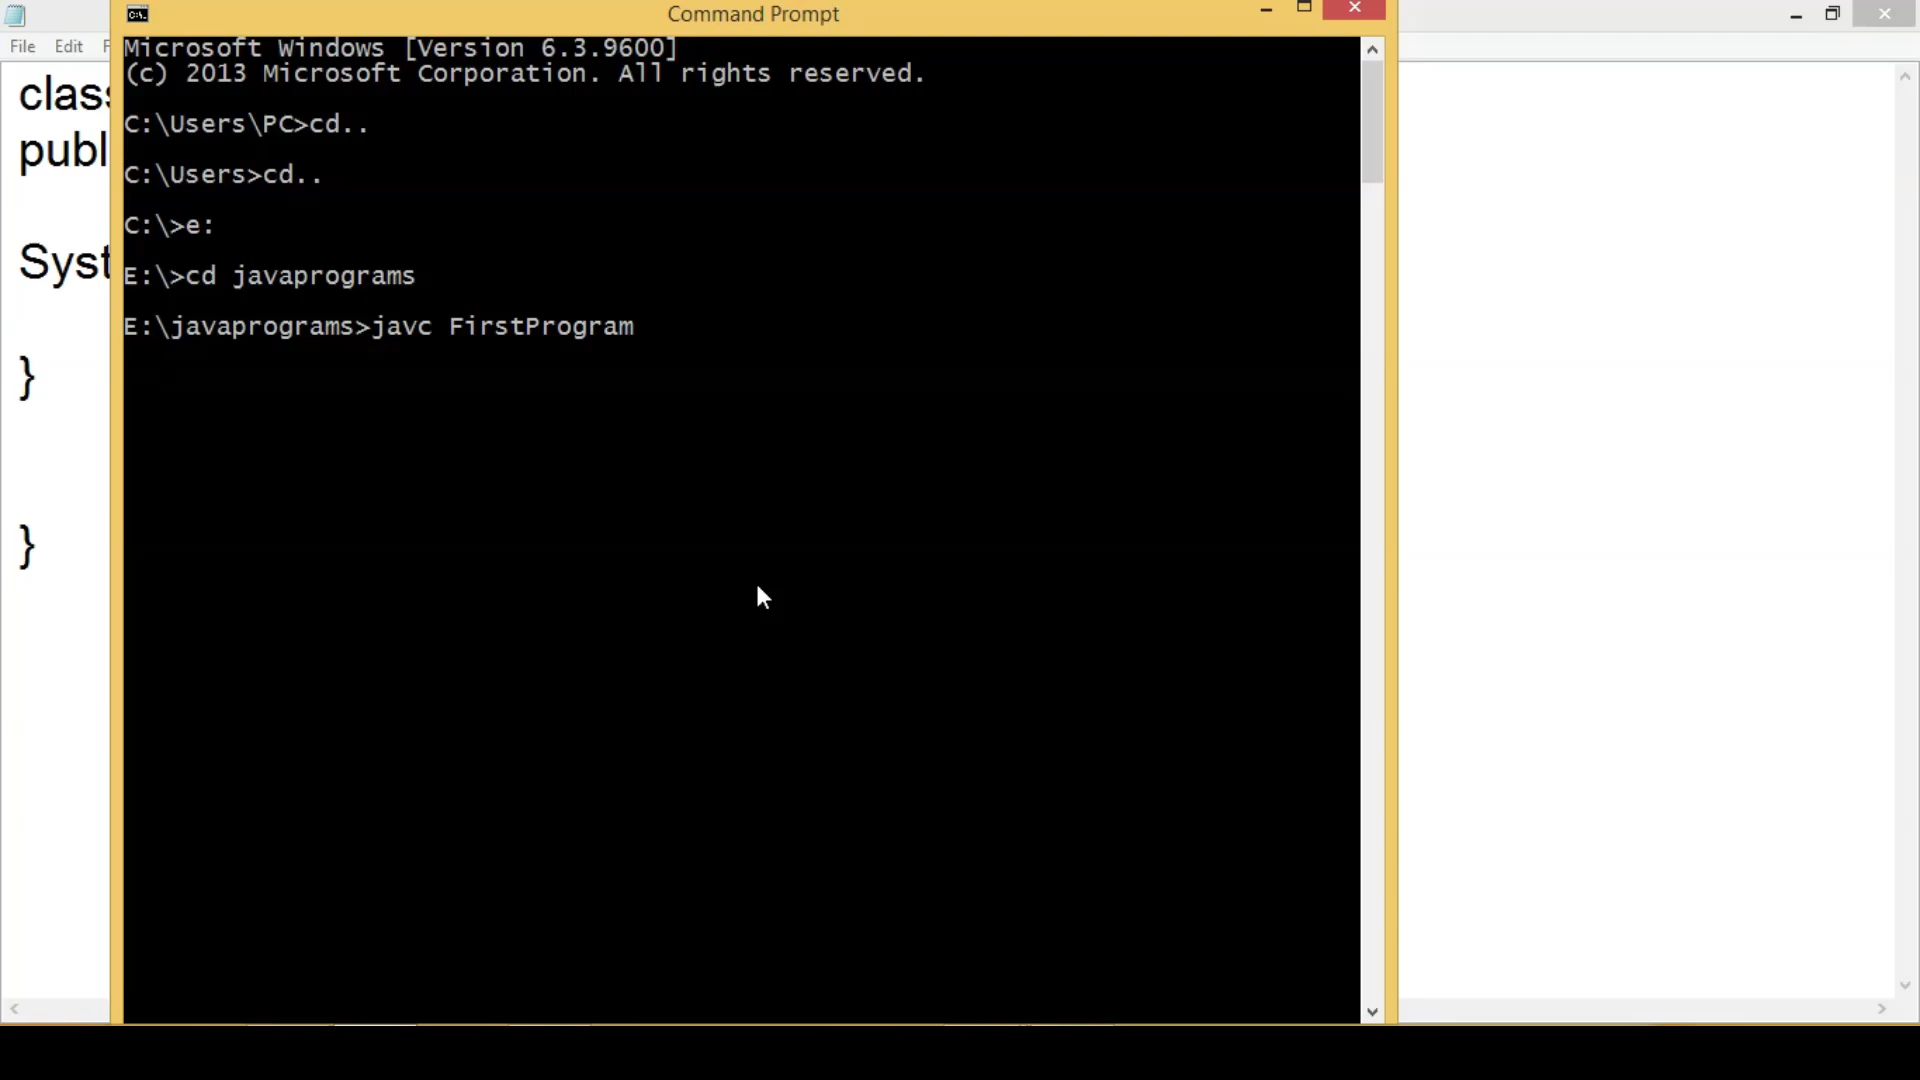 Command Prompt
File Edit F
class
publ
Syst
}
}
Microsoft Windows [Version 6.3.9600]
(c) 2013 Microsoft Corporation. All rights reserved.
C:\Users\PC>cd..
C:\Users>cd..
C:\>e:
E:\>cd javaprograms
E:\javaprograms>javc FirstProgram